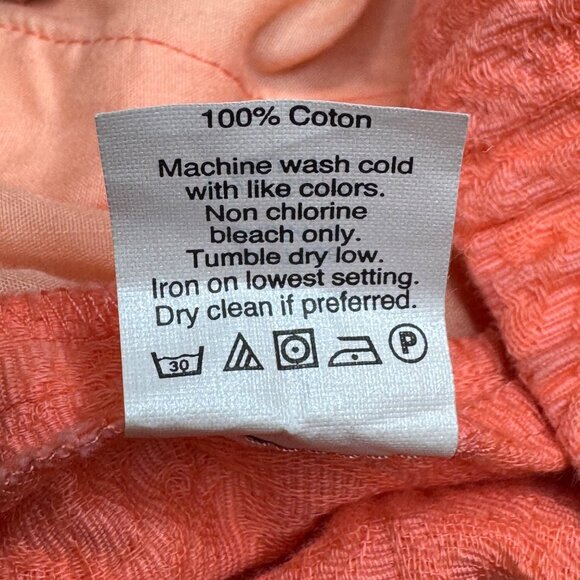 100% Coton
Machine wash cold
with like colors.
Non chlorine
bleach only.
Tumble dry low.
Iron on lowest setting.
Dry clean if preferred.
30 P